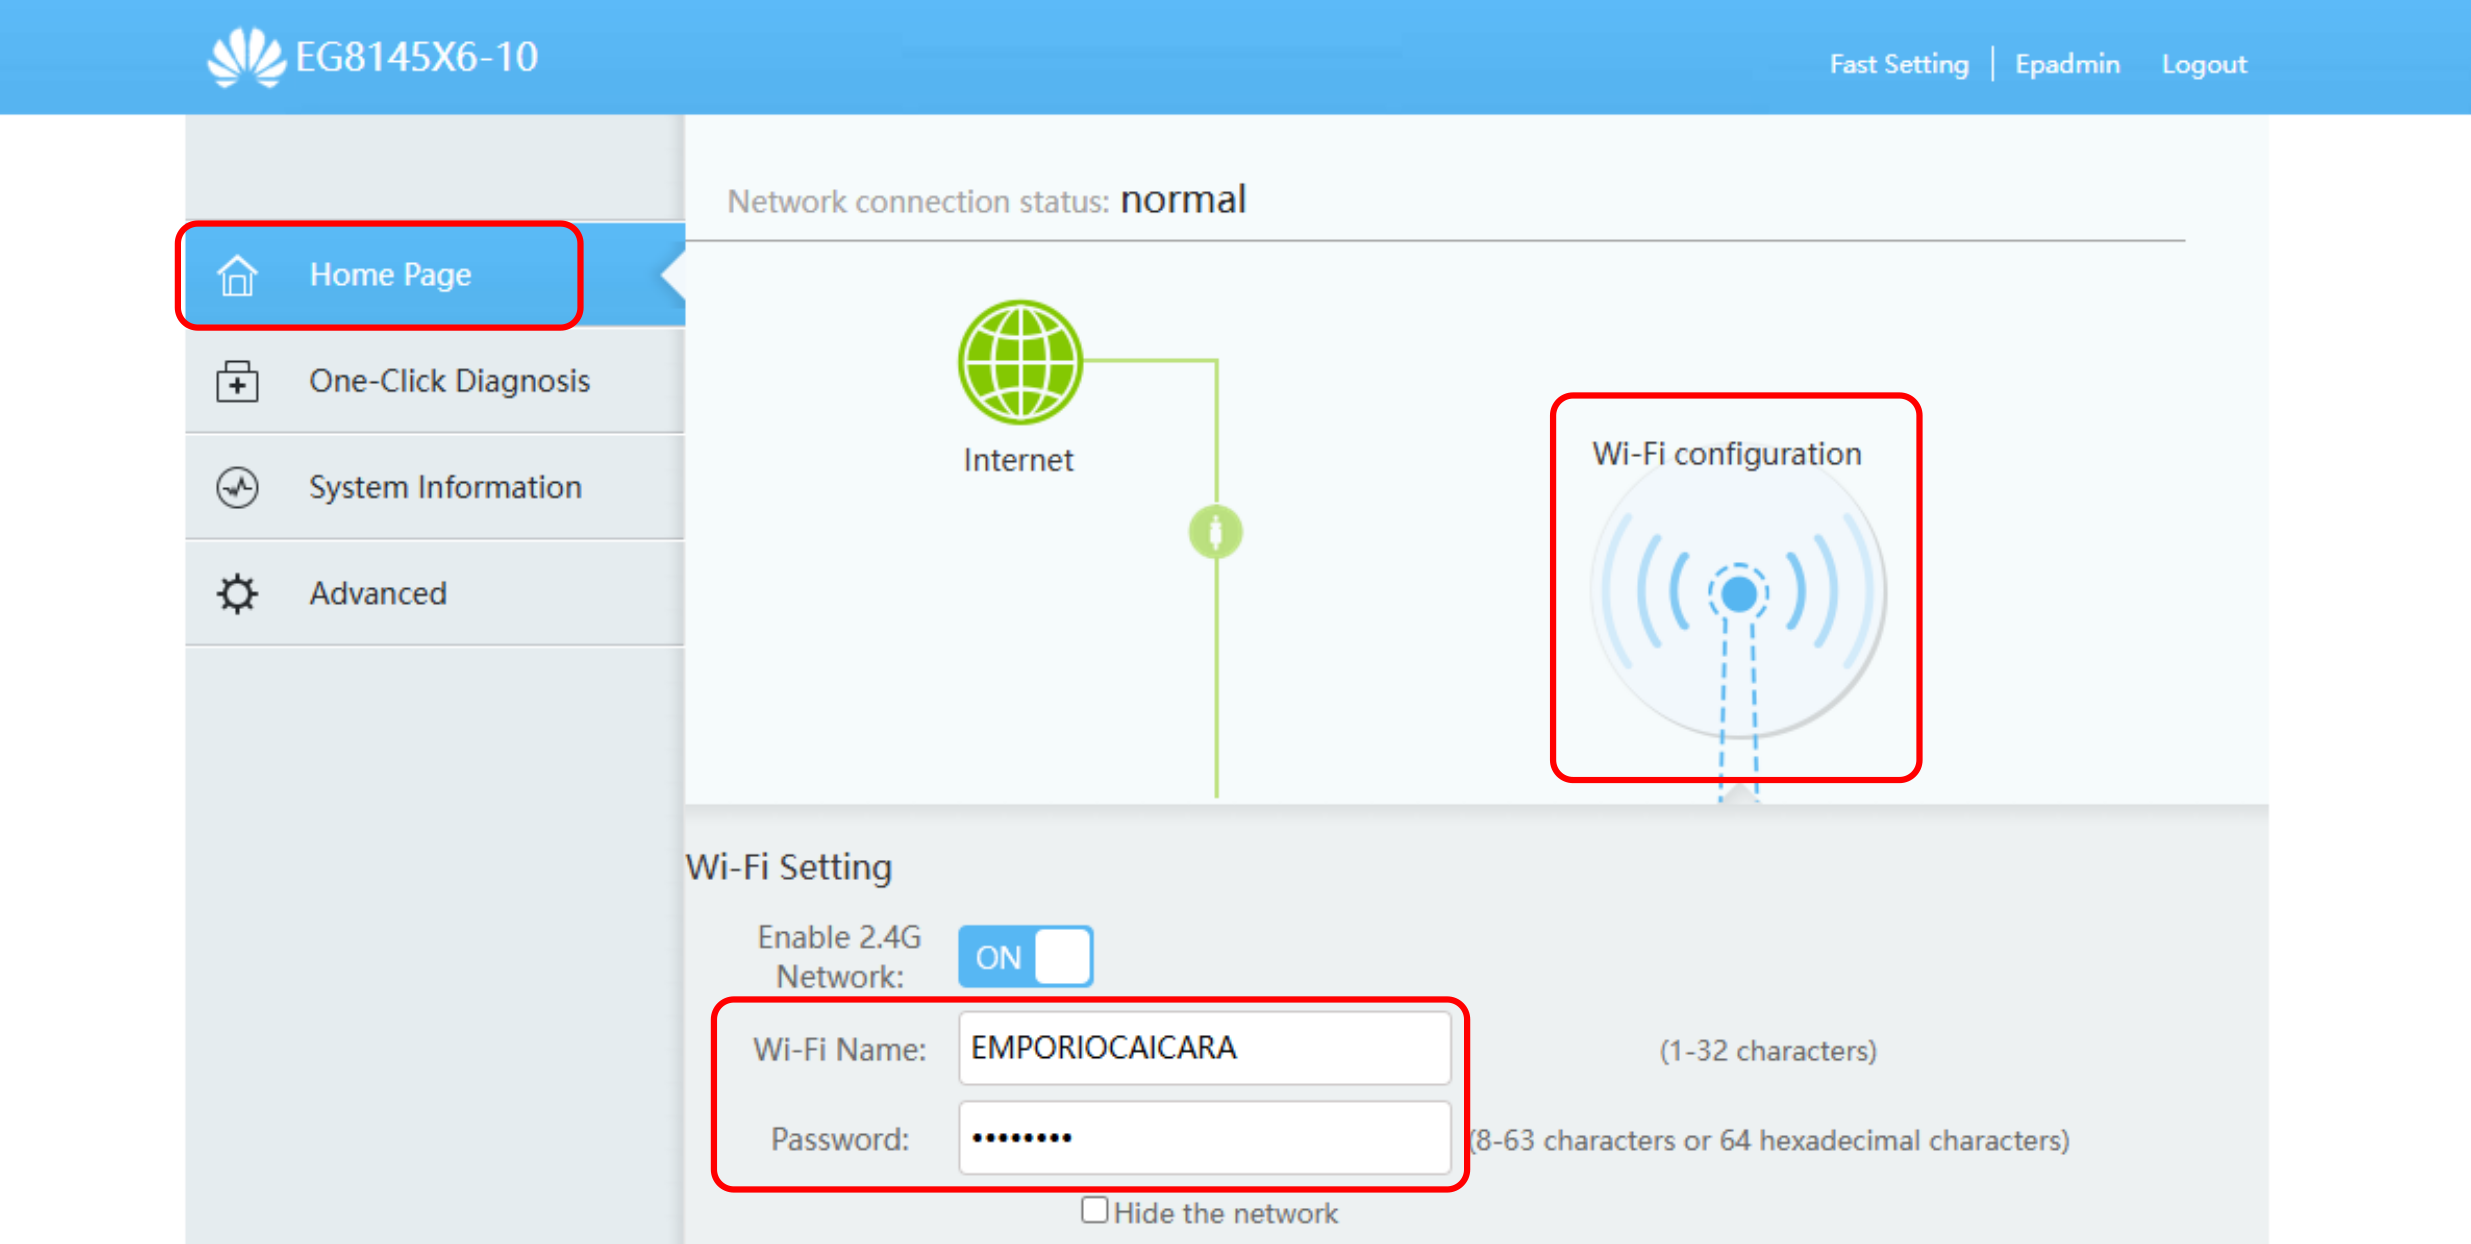 EG8145X6-10
Fast Setting Epadmin Logout
Network connection status: normal
Home Page
One-Click Diagnosis
System Information
Advanced
Internet
Wi-Fi configuration
Wi-Fi Setting
Enable 2.4G
Network:
ON
Wi-Fi Name: EMPORIOCAICARA (1-32 characters)
Password: •••••••• (8-63 characters or 64 hexadecimal characters)
Hide the network